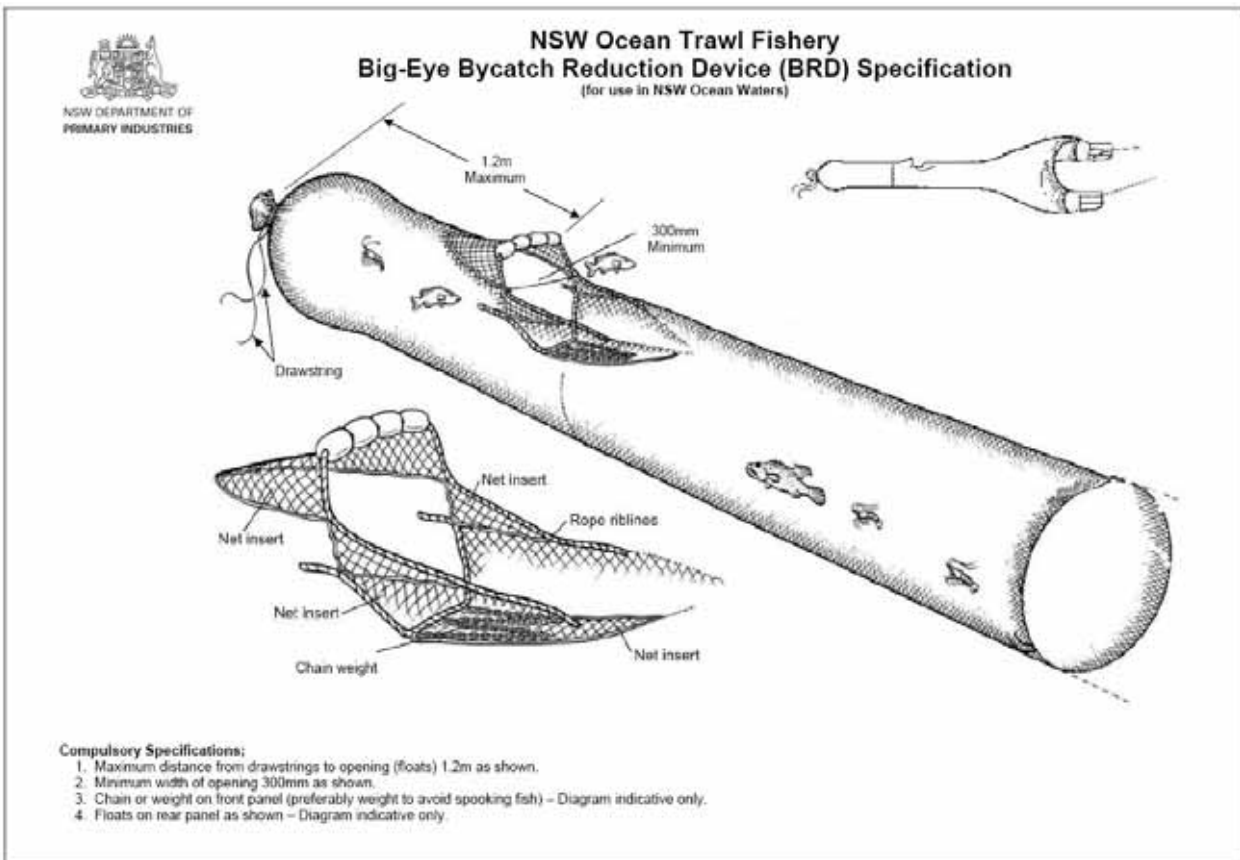 NSW DEPARTMENT OF
PRIMARY INDUSTRIES
NSW Ocean Trawl Fishery
Big-Eye Bycatch Reduction Device (BRD) Specification
(for use in NSW Ocean Waters)
1.2m
Maximum
300mm
Minimum
Drawstring
Net insert
Rope riblines
Net insert
Net insert
Net insert
Chain weight
Compulsory Specifications:
1. Maximum distance from drawstrings to opening (floats) 1.2m as shown.
2. Minimum width of opening 300mm as shown.
3. Chain or weight on front panel (preferably weight to avoid spooking fish) – Diagram indicative only.
4. Floats on rear panel as shown – Diagram indicative only.